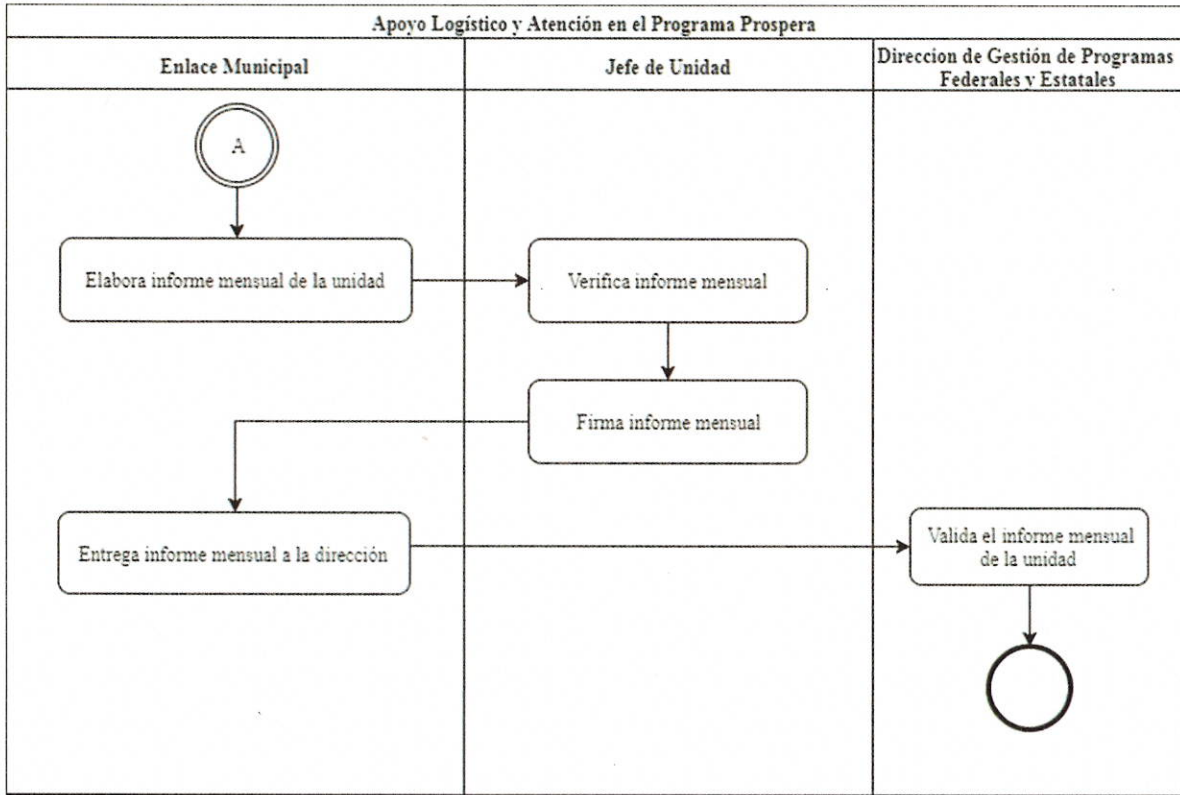 Apoyo Logístico y Atención en el Programa Prospera
Enlace Municipal
Jefe de Unidad
Direccion de Gestión de Programas
Federales y Estatales
A
Elabora informe mensual de la unidad
Verifica informe mensual
Firma informe mensual
Entrega informe mensual a la dirección
Valida el informe mensual
de la unidad